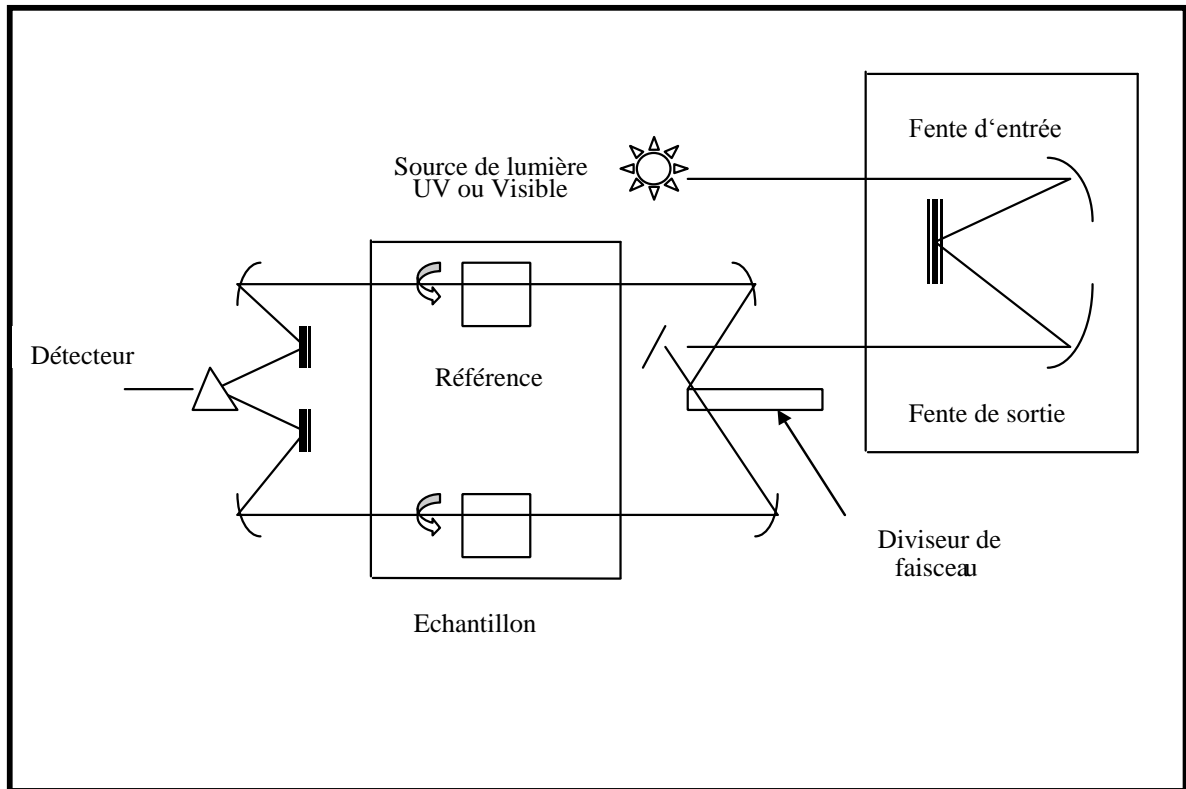 Fente d‘entrée
Source de lumière
UV ou Visible
Détecteur
Référence
Fente de sortie
Diviseur de
faisceau
Echantillon